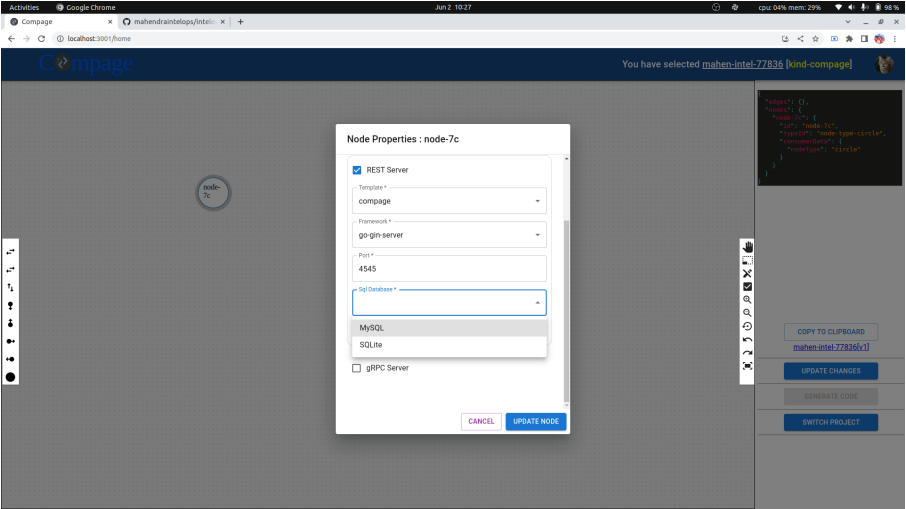 Activities
Google Chrome
Jun 2 10:27
cpu: 04% mem: 29%
98 %
Compage
mahendraintelops/intelo
localhost:3001/home
Compage
You have selected mahen-intel-77836 [kind-compage]
{
"edges": {},
"nodes": {
"node-7c": {
"id": "node-7c",
"typeId": "node-type-circle",
"consumerData": {
"nodeType": "circle"
}
}
}
}
node-
7c
Node Properties : node-7c
REST Server
Template *
compage
Framework *
go-gin-server
Port *
4545
Sql Database *
MySQL
SQLite
gRPC Server
CANCEL
UPDATE NODE
COPY TO CLIPBOARD
mahen-intel-77836[v1]
UPDATE CHANGES
GENERATE CODE
SWITCH PROJECT